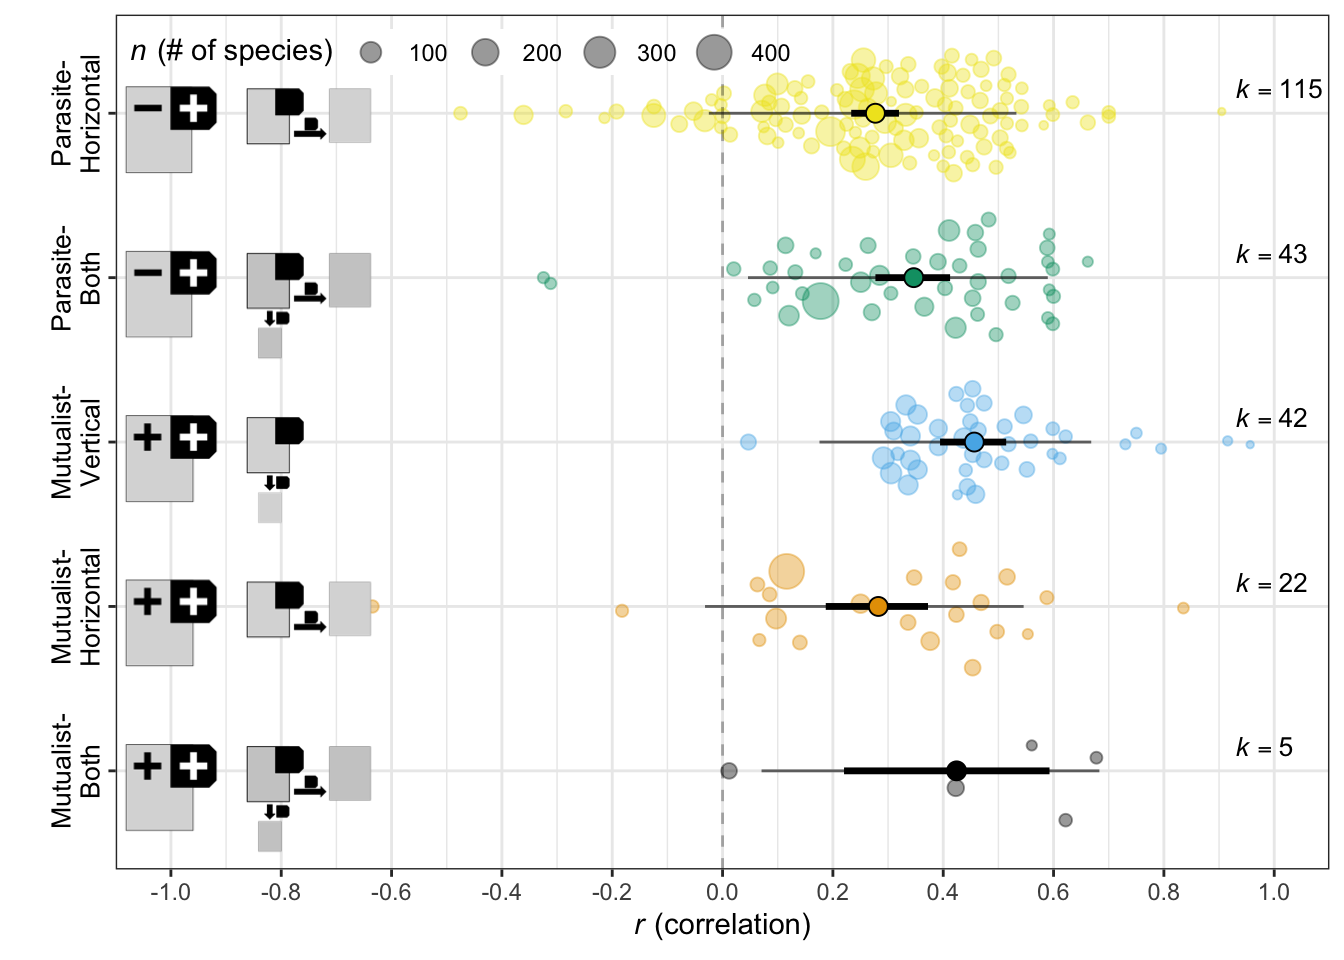 n (# of species) 100 200 300 400
Parasite-
Horizontal
k = 115
Parasite-
Both
k = 43
Mutualist-
Vertical
k = 42
Mutualist-
Horizontal
k = 22
Mutualist-
Both
k = 5
-1.0 -0.8 -0.6 -0.4 -0.2 0.0 0.2 0.4 0.6 0.8 1.0
r (correlation)